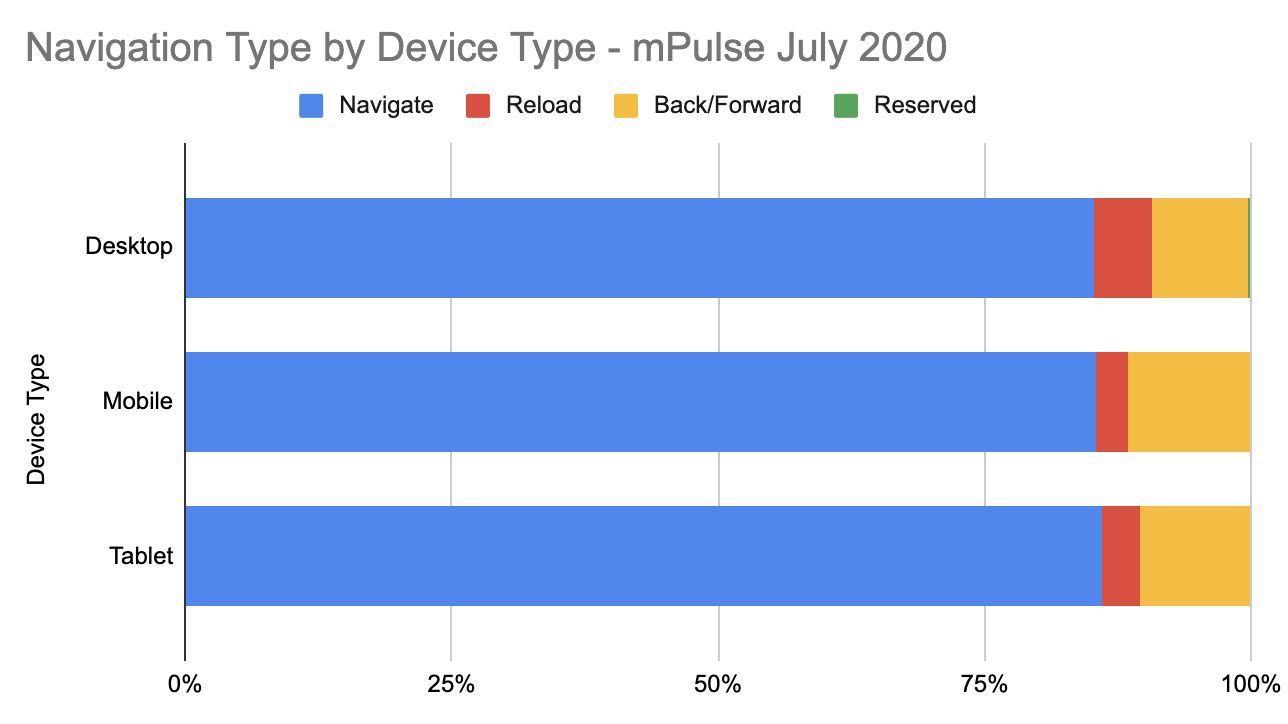 Navigation Type by Device Type - mPulse July 2020
Navigate Reload Back/Forward Reserved
Device Type
Desktop
Mobile
Tablet
0% 25% 50% 75% 100%